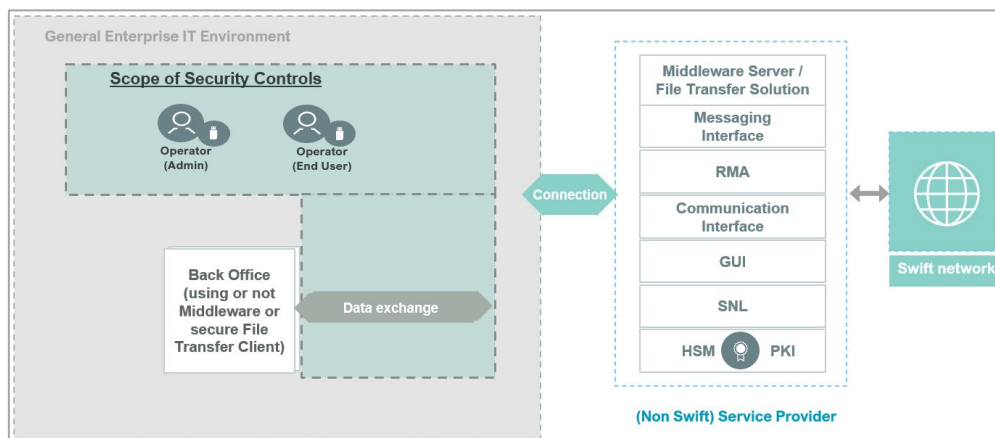 General Enterprise IT Environment
Scope of Security Controls
Operator
(Admin)
Operator
(End User)
Back Office
(using or not
Middleware or
secure File
Transfer Client)
Data exchange
Connection
Middleware Server /
File Transfer Solution
Messaging
Interface
RMA
Communication
Interface
GUI
SNL
HSM PKI
(Non Swift) Service Provider
Swift network